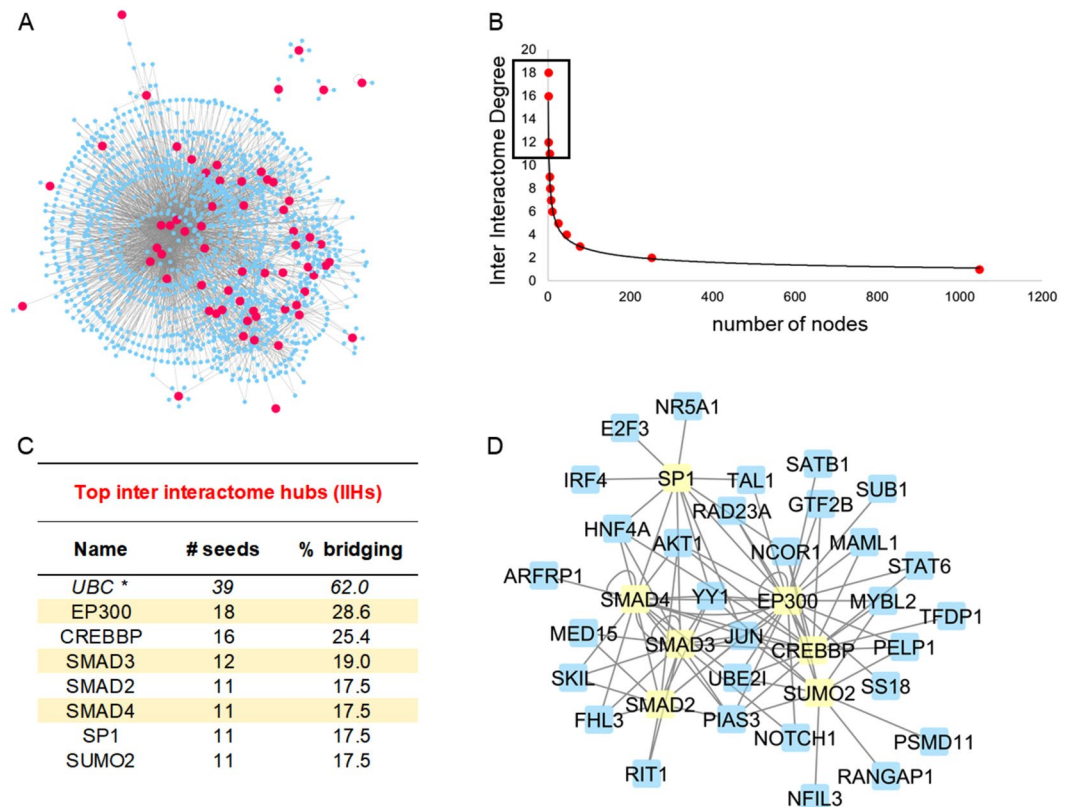 A
B
Inter Interactome Degree
20
18
16
14
12
10
8
6
4
2
0
0 200 400 600 800 1000 1200
number of nodes
C
Top inter interactome hubs (IIHs)
Name # seeds % bridging
UBC * 39 62.0
EP300 18 28.6
CREBBP 16 25.4
SMAD3 12 19.0
SMAD2 11 17.5
SMAD4 11 17.5
SP1 11 17.5
SUMO2 11 17.5
D
NR5A1
E2F3
SATB1
IRF4 SP1 TAL1
SUB1
RAD23A GTF2B
HNF4A
AKT1 NCOR1 MAML1
STAT6
ARFRP1
SMAD4 YY1 EP300 MYBL2
TFDP1
MED15 SMAD3 JUN CREBBP PELP1
SKIL UBE2I SUMO2 SS18
SMAD2
FHL3 PIAS3
NOTCH1 PSMD11
RIT1 RANGAP1
NFIL3